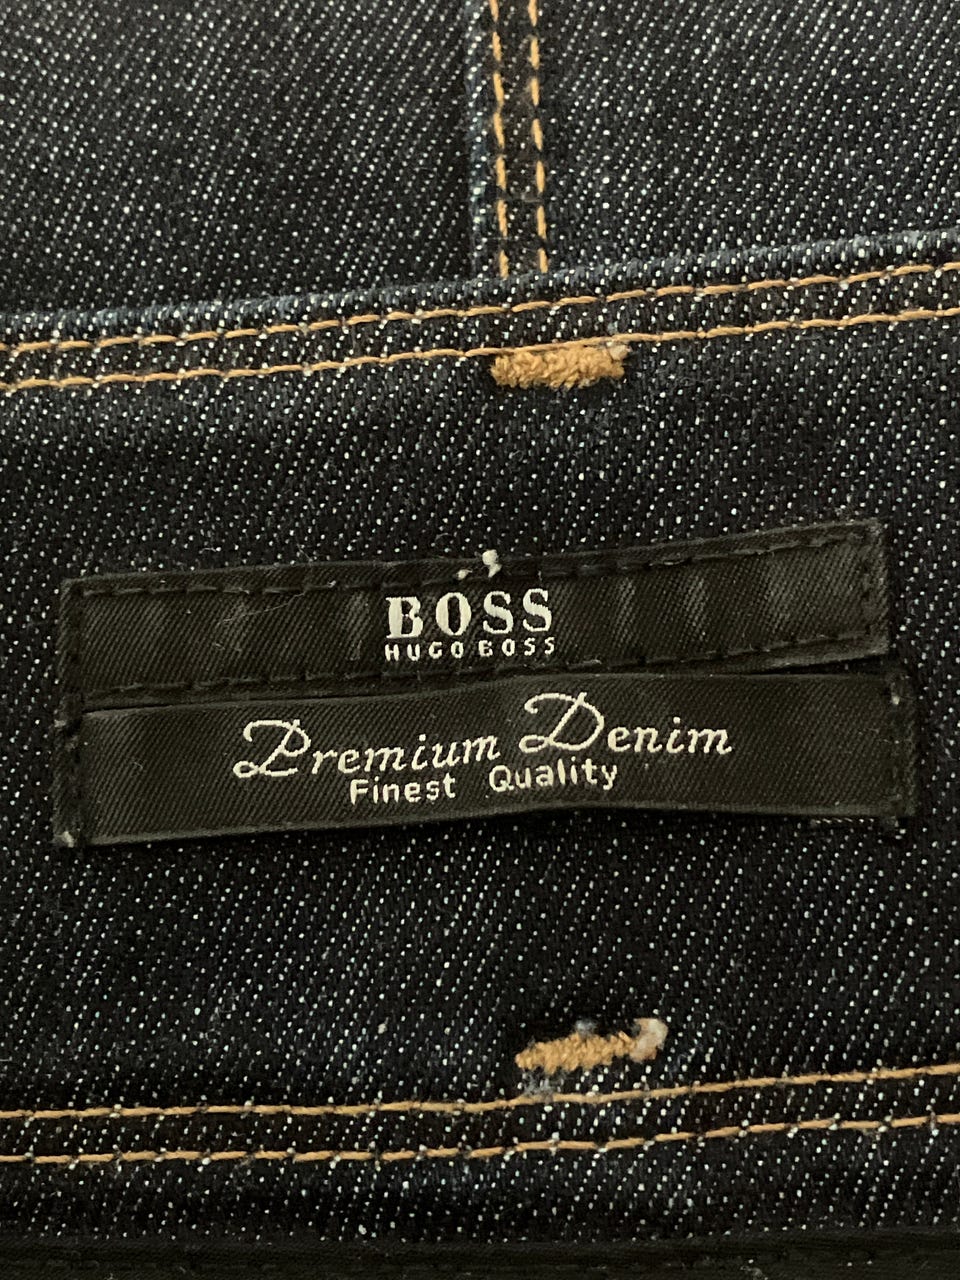 BOSS
HUGO BOSS
Premium Denim
Finest Quality